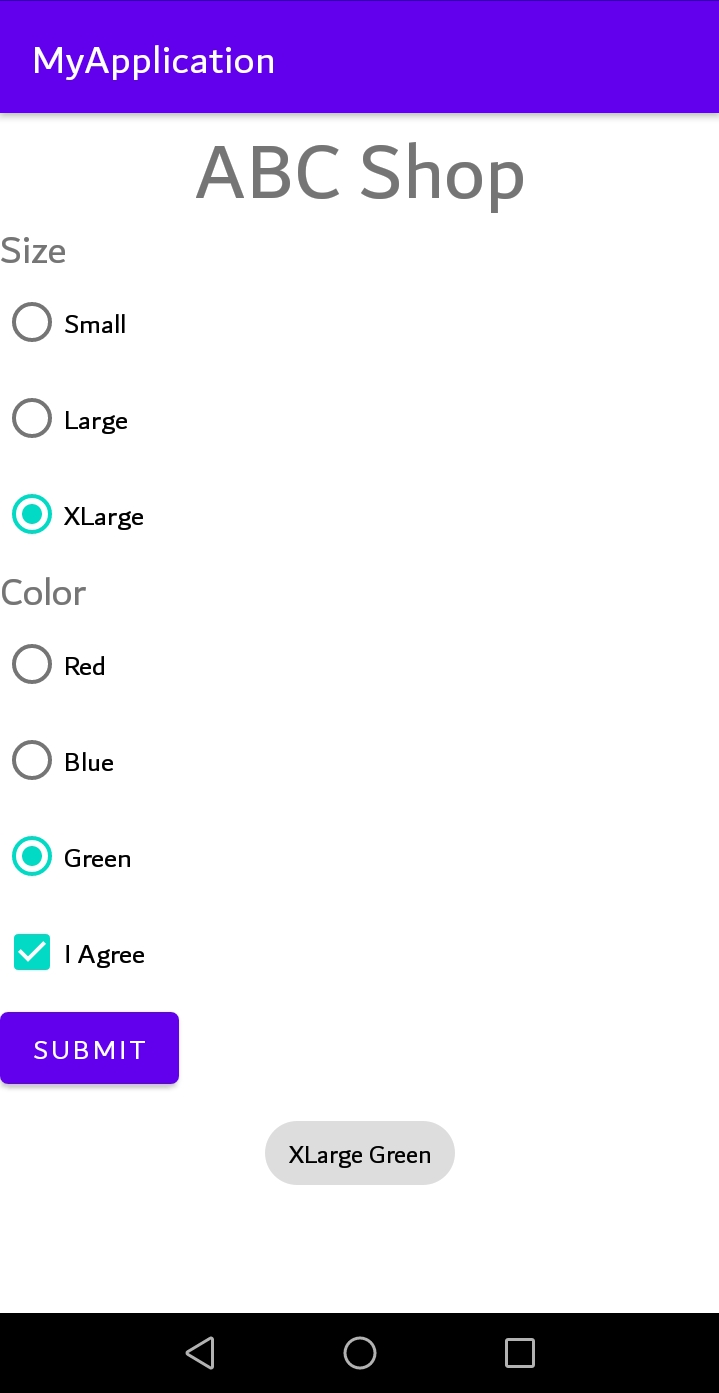 MyApplication
ABC Shop
Size
Small
Large
XLarge
Color
Red
Blue
Green
I Agree
SUBMIT
XLarge Green